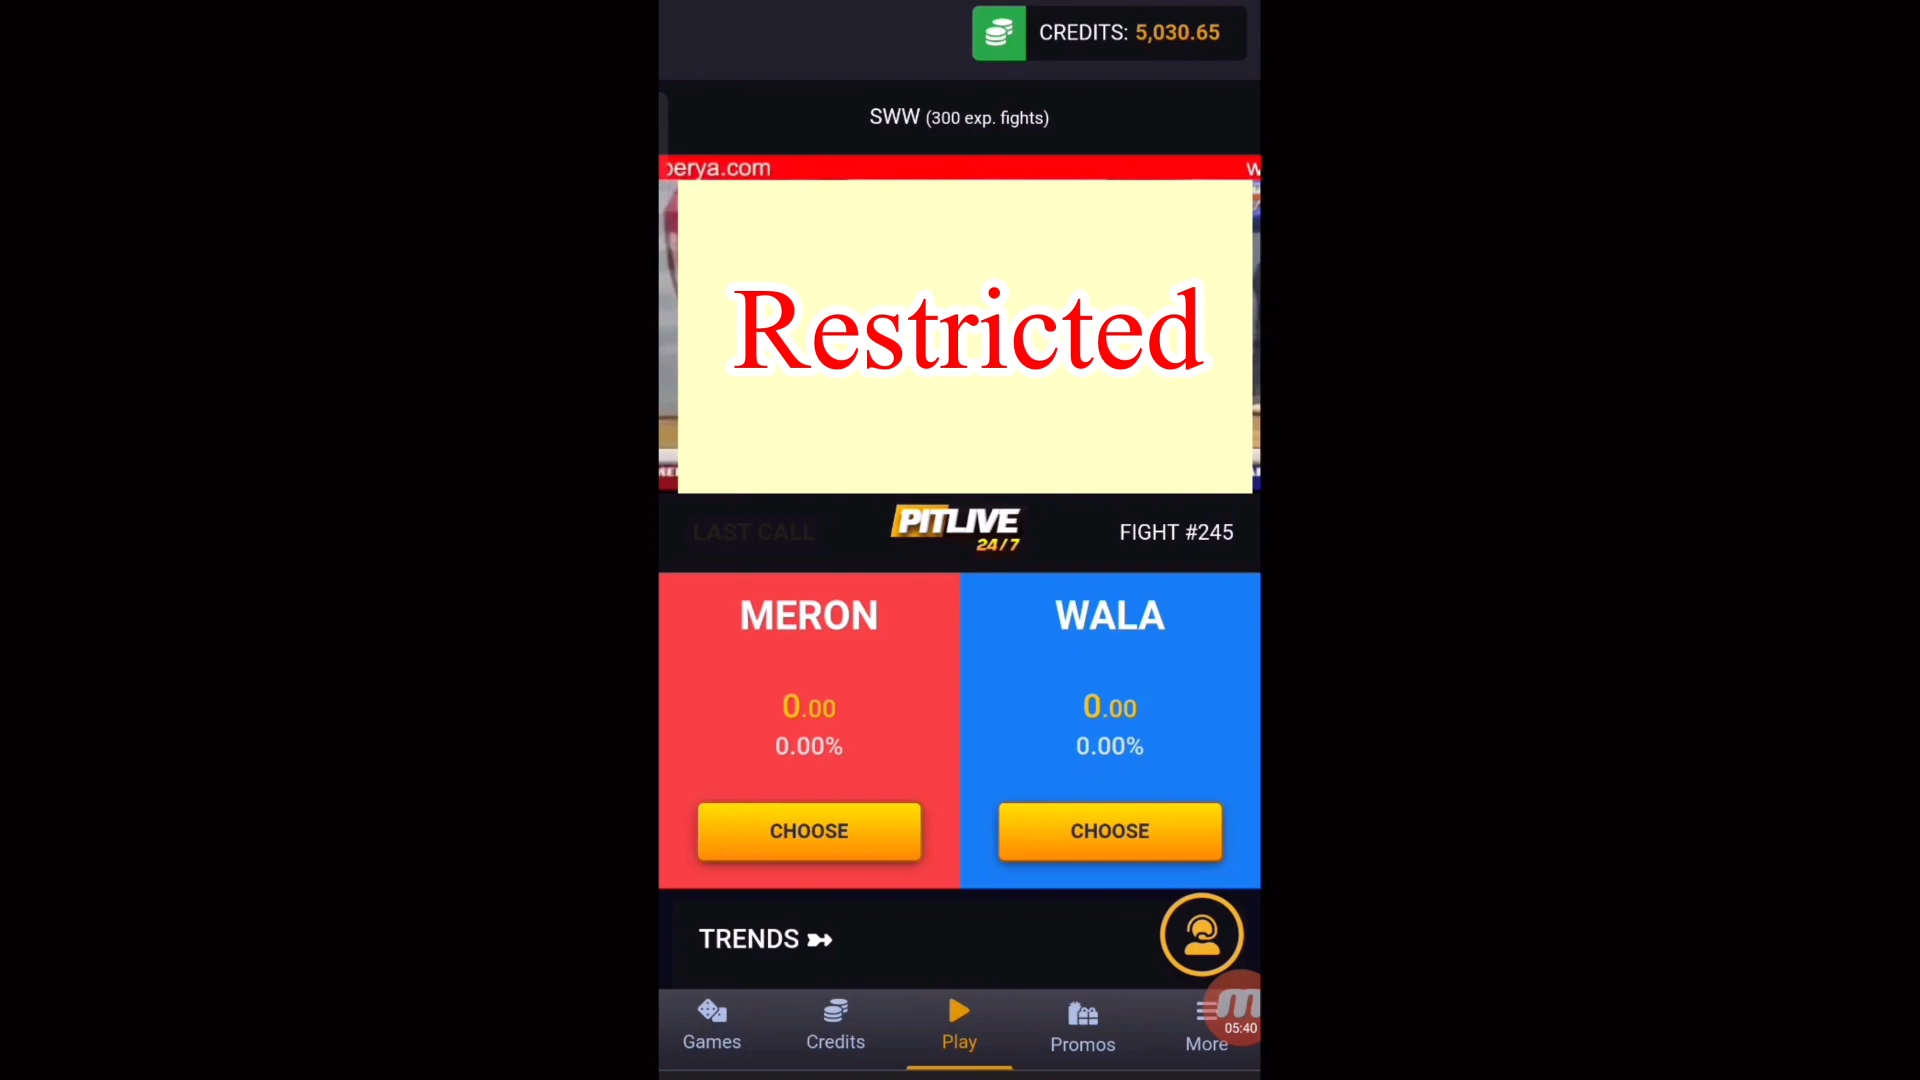 CREDITS: 5,030.65
SWW (300 exp. fights)
perya.com
Restricted
LAST CALL
PITLIVE
24/7
FIGHT #245
MERON
WALA
0.00
0.00
0.00%
0.00%
CHOOSE
CHOOSE
TRENDS
Games
Credits
Play
Promos
More
05:40